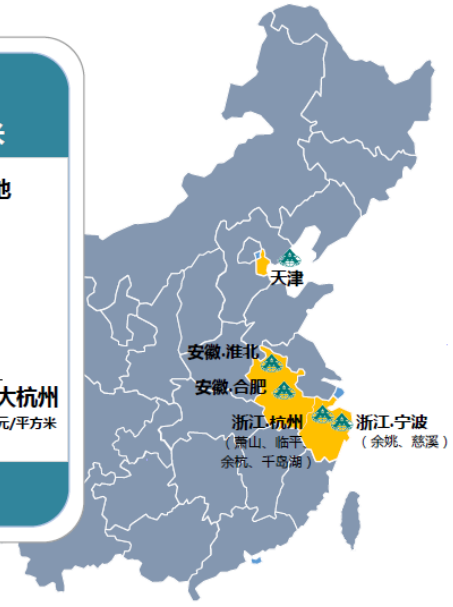 米
地
大杭州
元/平方米
天津
安徽.淮北
安徽.合肥
浙江.杭州
（萧山、临平、
余杭、千岛湖）
浙江.宁波
（余姚、慈溪）